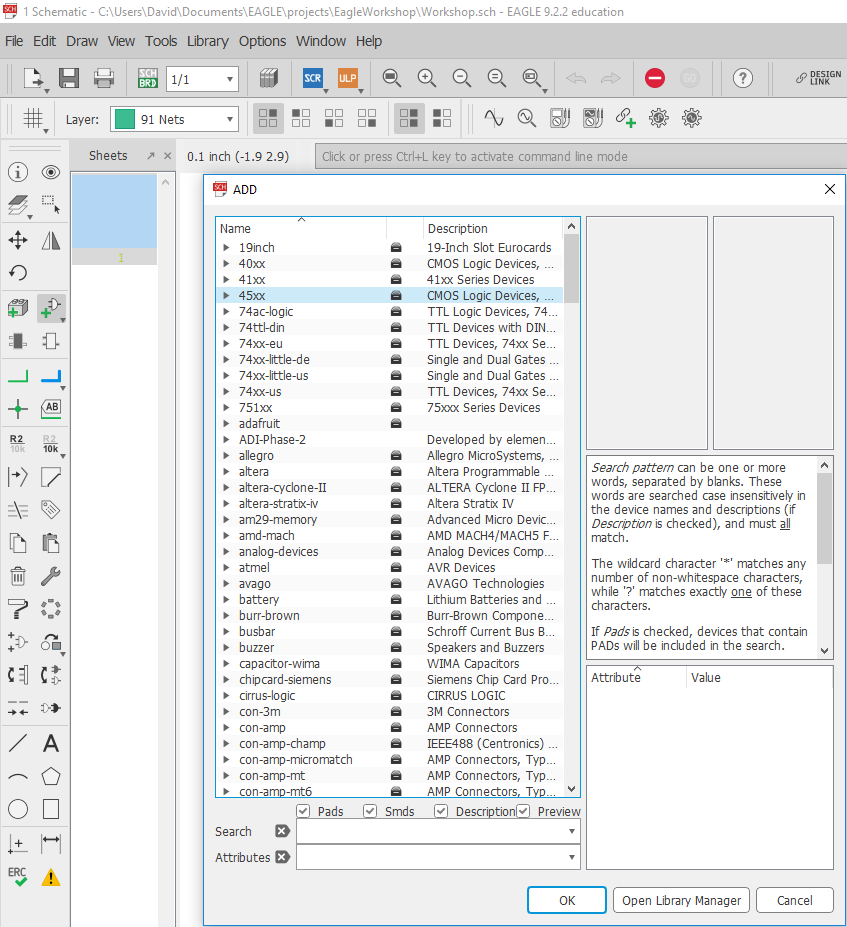 1 Schematic - C:\Users\David\Documents\EAGLE\projects\EagleWorkshop\Workshop.sch - EAGLE 9.2.2 education
File Edit Draw View Tools Library Options Window Help
SCH BRD 1/1 SCR ULP DESIGN LINK
Layer: 91 Nets
Sheets
0.1 inch (-1.9 2.9)
Click or press Ctrl+L key to activate command line mode
1
AB
R2 10k
R2 10k
A
ERC
SCH ADD
Name Description
19inch 19-Inch Slot Eurocards
40xx CMOS Logic Devices, ...
41xx 41xx Series Devices
45xx CMOS Logic Devices, ...
74ac-logic TTL Logic Devices, 74...
74ttl-din TTL Devices with DIN...
74xx-eu TTL Devices, 74xx Se...
74xx-little-de Single and Dual Gates ...
74xx-little-us Single and Dual Gates ...
74xx-us TTL Devices, 74xx Se...
751xx 75xxx Series Devices
adafruit
ADI-Phase-2 Developed by elemen...
allegro Allegro MicroSystems, ...
altera Altera Programmable ...
altera-cyclone-II ALTERA Cyclone II FP...
altera-stratix-iv Altera Stratix IV
am29-memory Advanced Micro Devic...
amd-mach AMD MACH4/MACH5 F...
analog-devices Analog Devices Comp...
atmel AVR Devices
avago AVAGO Technologies
battery Lithium Batteries and ...
burr-brown Burr-Brown Compone...
busbar Schroff Current Bus B...
buzzer Speakers and Buzzers
capacitor-wima WIMA Capacitors
chipcard-siemens Siemens Chip Card Pro...
cirrus-logic CIRRUS LOGIC
con-3m 3M Connectors
con-amp AMP Connectors
con-amp-champ IEEE488 (Centronics) ...
con-amp-micromatch AMP Connectors, Typ...
con-amp-mt AMP Connectors, Typ...
con-amp-mt6 AMP Connectors, Typ...
Pads Smds Description Preview
Search
Attributes
Search pattern can be one or more
words, separated by blanks. These
words are searched case insensitively in
the device names and descriptions (if
Description is checked), and must all
match.
The wildcard character '*' matches any
number of non-whitespace characters,
while '?' matches exactly one of these
characters.
If Pads is checked, devices that contain
PADs will be included in the search.
Attribute Value
OK Open Library Manager Cancel